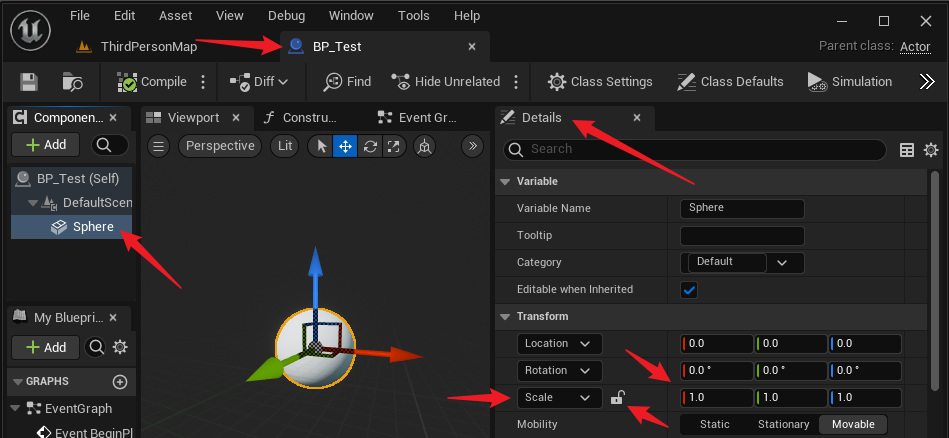 File Edit Asset View Debug Window Tools Help
ThirdPersonMap BP_Test Parent class: Actor
Compile Diff Find Hide Unrelated Class Settings Class Defaults Simulation
Componen Viewport Constru... Event Gr... Details
Add Perspective Lit Search
BP_Test (Self) Variable
DefaultScen Variable Name Sphere
Sphere Tooltip
Category Default
Editable when Inherited
My Bluepri... Transform
Add Location 0.0 0.0 0.0
Rotation 0.0 ° 0.0 ° 0.0 °
GRAPHS Scale 1.0 1.0 1.0
EventGraph Mobility Static Stationary Movable
Event BeginPl